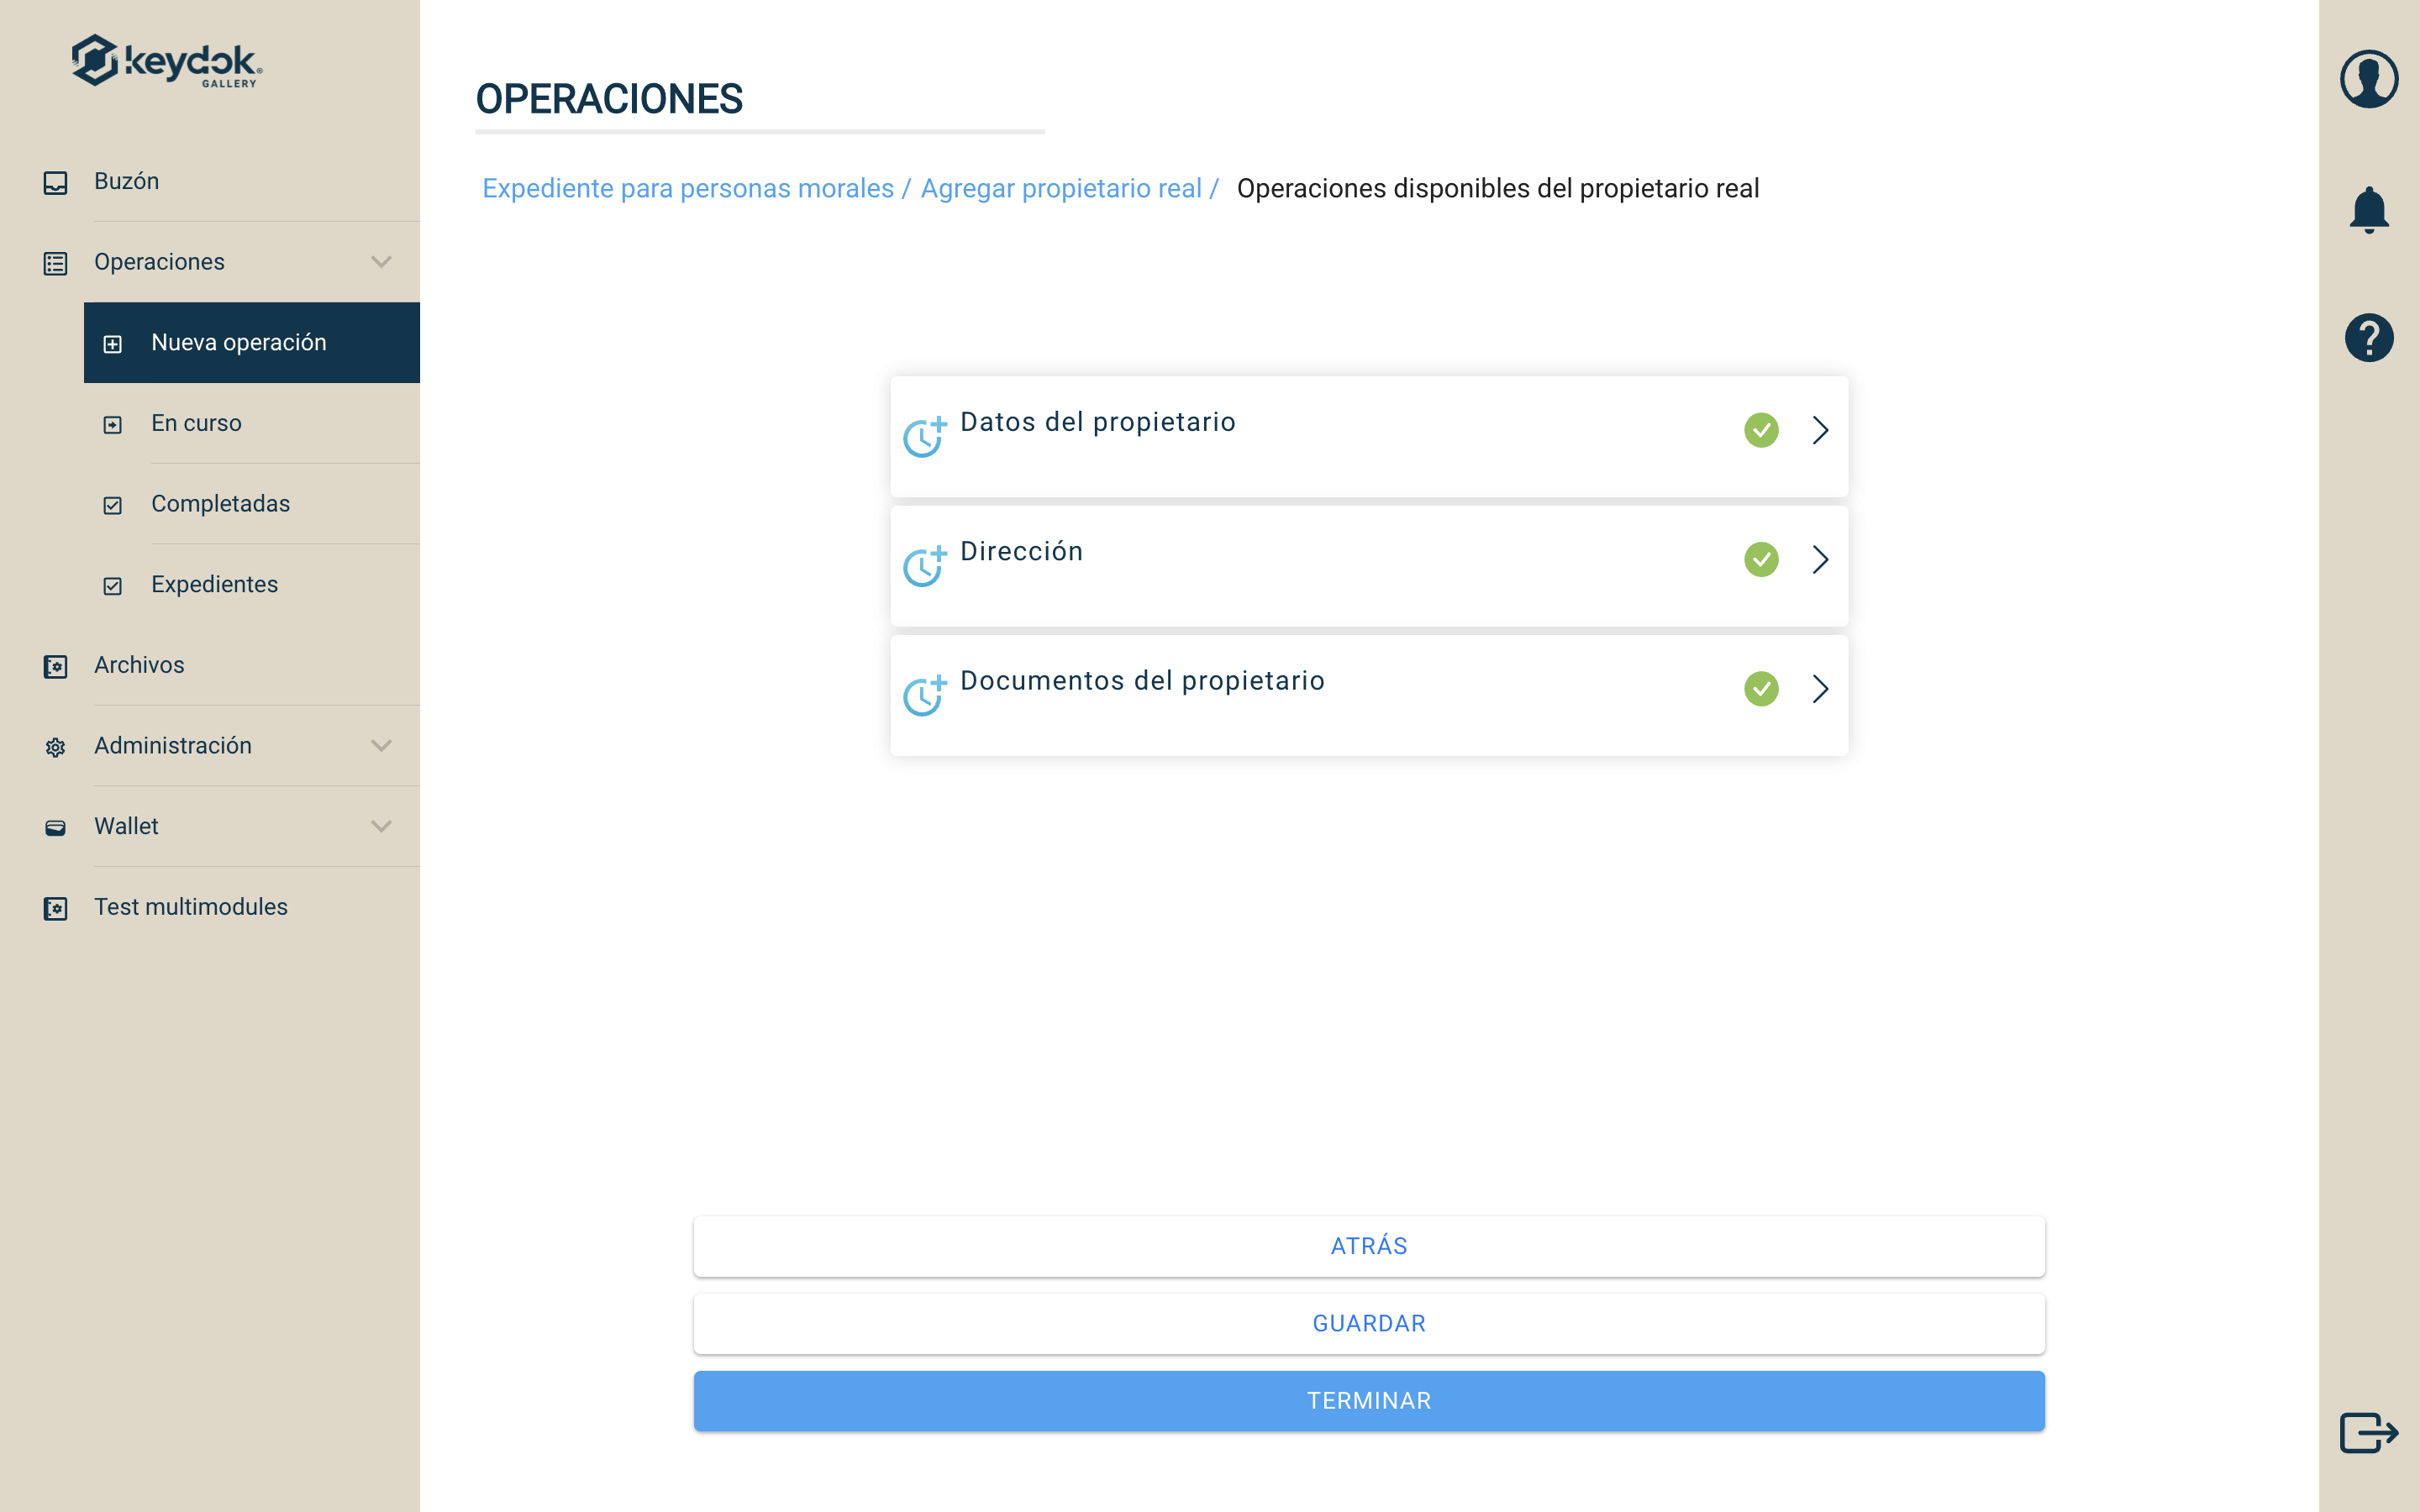 keydok®
GALLERY
Buzón
Operaciones
Nueva operación
En curso
Completadas
Expedientes
Archivos
Administración
Wallet
Test multimodules
OPERACIONES
Expediente para personas morales / Agregar propietario real / Operaciones disponibles del propietario real
Datos del propietario
Dirección
Documentos del propietario
ATRÁS
GUARDAR
TERMINAR